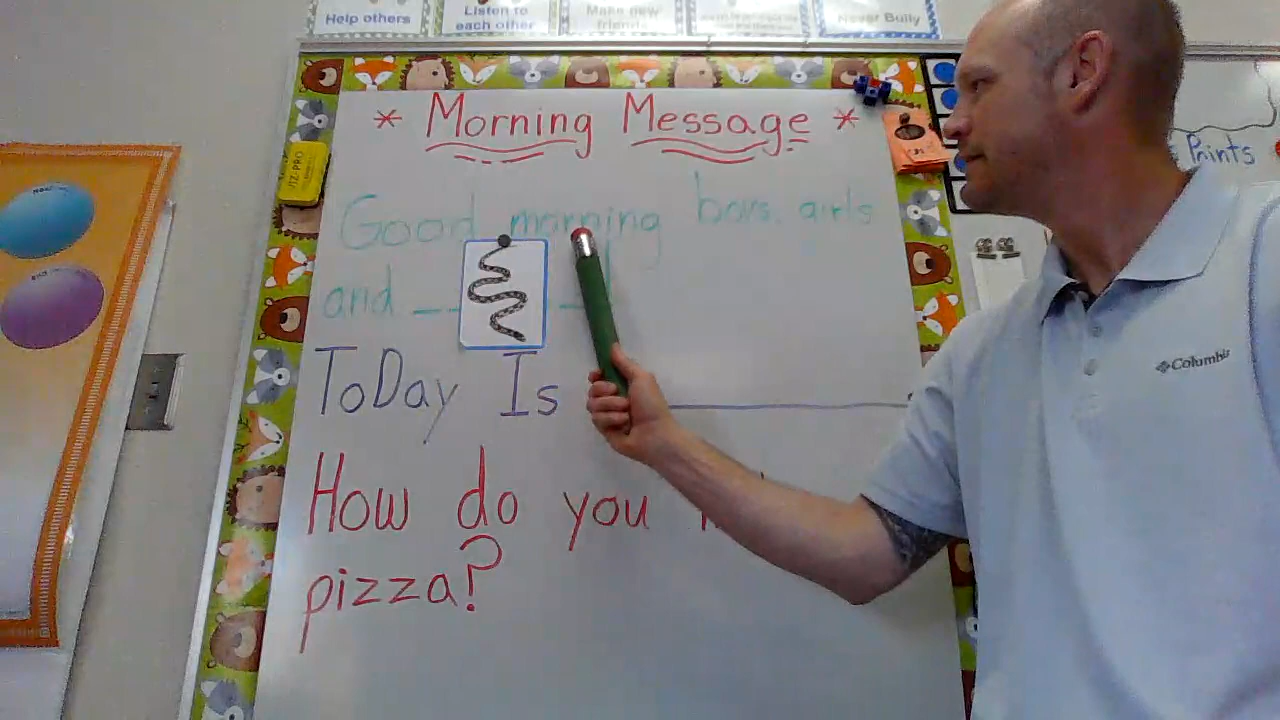 Help others
Listen to each other
Make new friends
Never Bully
* Morning Message *
Good morning boys, girls
and
ToDay Is
How do you
pizza?
Prints
Columbia